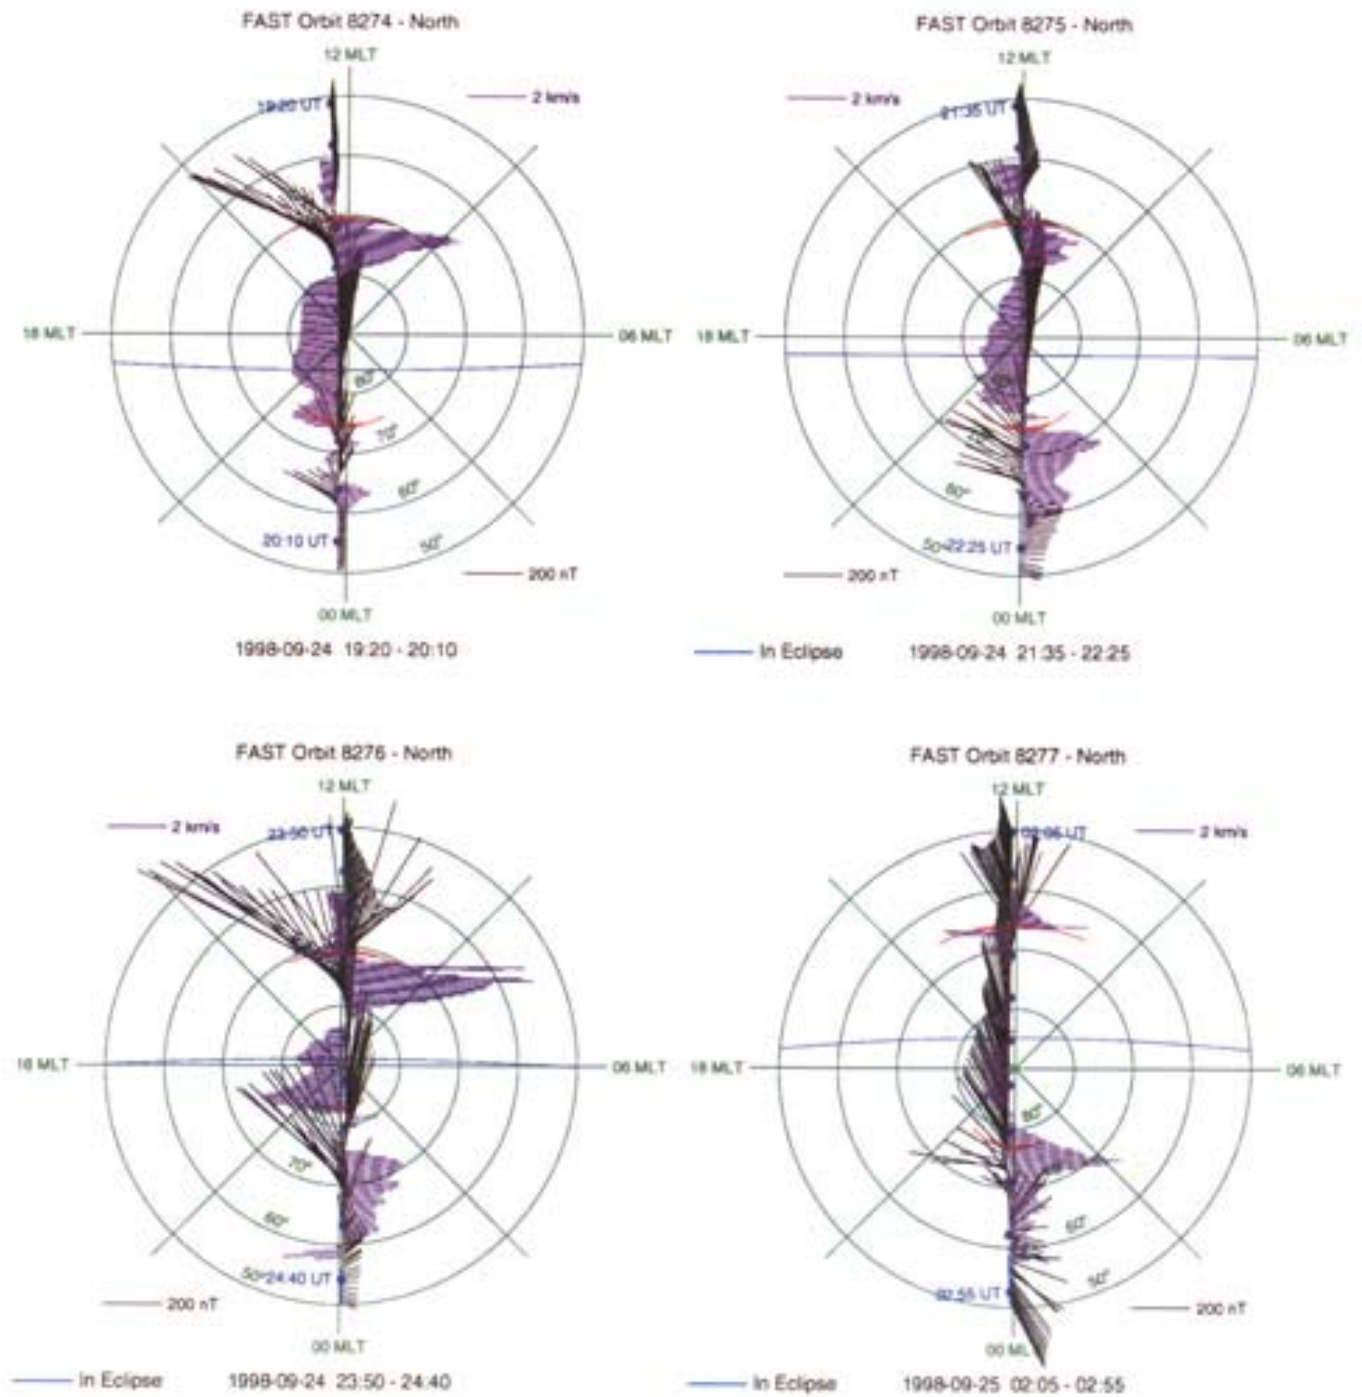 FAST Orbit 8274 - North
12 MLT
19:20 UT
2 km/s
18 MLT
06 MLT
80°
70°
60°
50°
20:10 UT
200 nT
00 MLT
1998-09-24 19:20 - 20:10
FAST Orbit 8275 - North
12 MLT
21:35 UT
2 km/s
18 MLT
06 MLT
60°
50°
22:25 UT
200 nT
00 MLT
In Eclipse
1998-09-24 21:35 - 22:25
FAST Orbit 8276 - North
12 MLT
2 km/s
23:50 UT
18 MLT
06 MLT
70°
60°
50°
24:40 UT
200 nT
00 MLT
In Eclipse
1998-09-24 23:50 - 24:40
FAST Orbit 8277 - North
12 MLT
02:05 UT
2 km/s
18 MLT
06 MLT
80°
60°
50°
02:55 UT
200 nT
00 ML
In Eclipse
1998-09-25 02:05 - 02:55